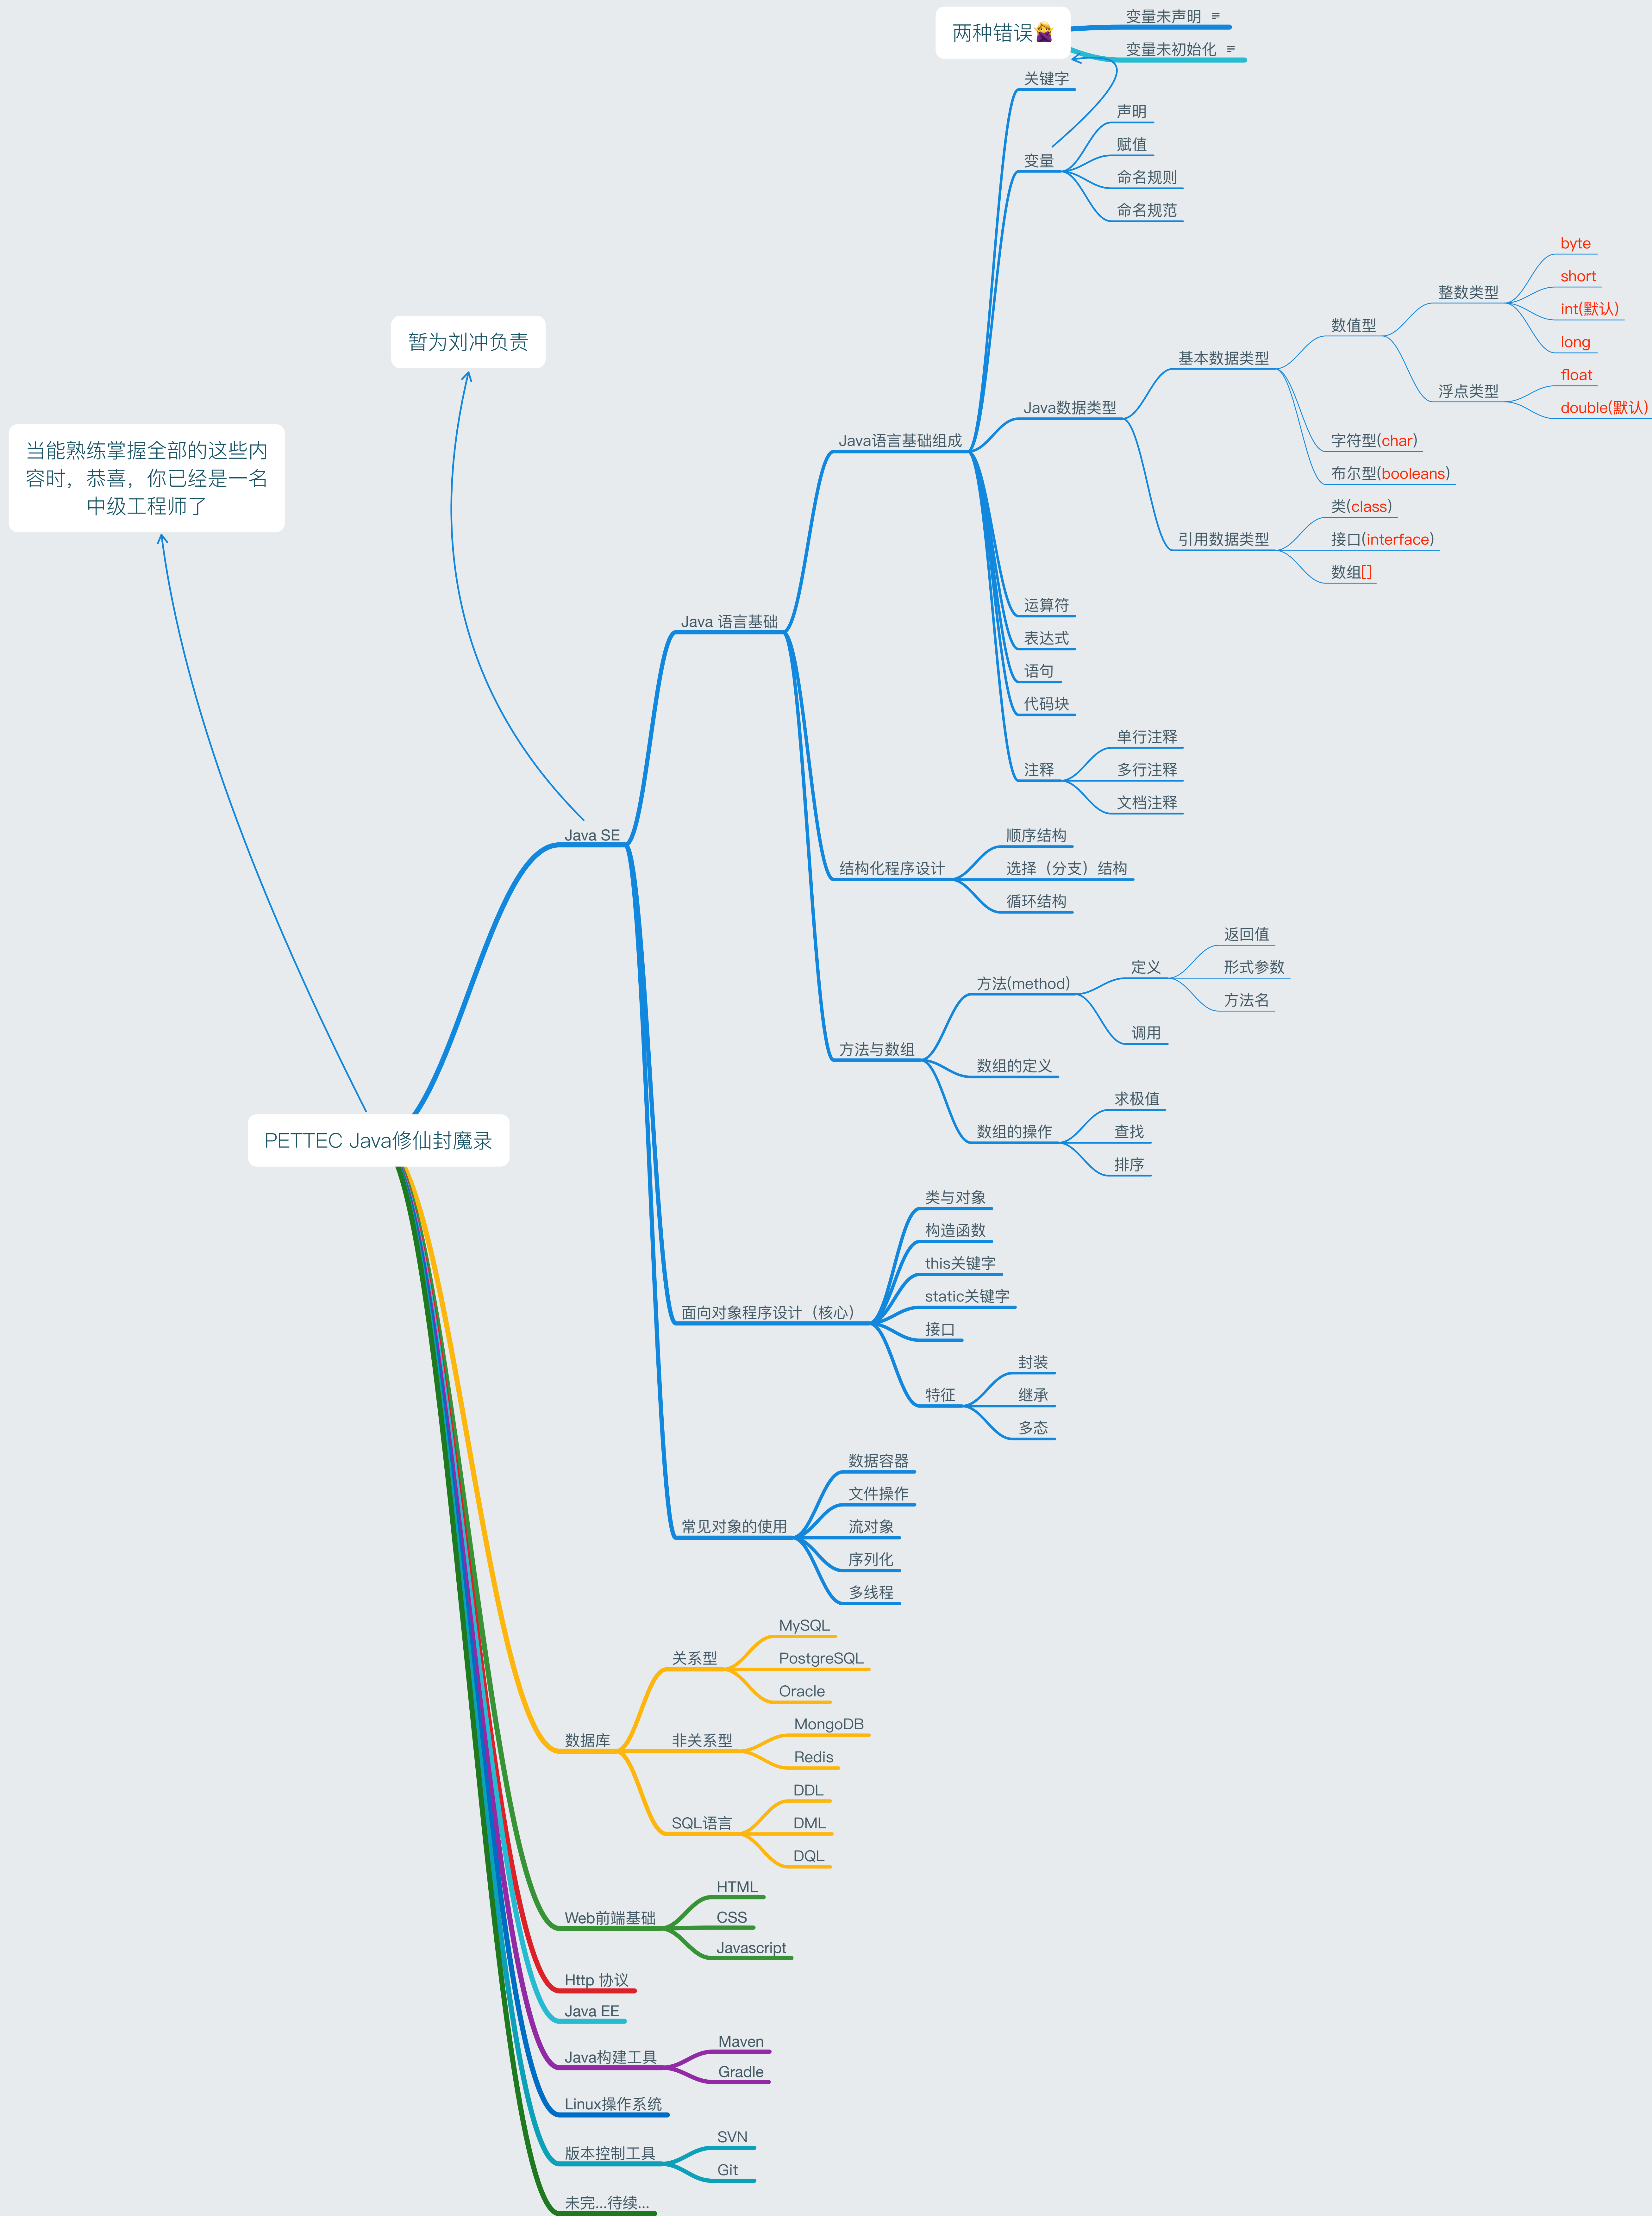 两种错误🙅‍♀️
变量未声明
变量未初始化
关键字
声明
赋值
变量
命名规则
命名规范
byte
short
整数类型
int(默认)
数值型
long
暂为刘冲负责
基本数据类型
float
浮点类型
Java数据类型
double(默认)
Java语言基础组成
字符型(char)
当能熟练掌握全部的这些内
容时，恭喜，你已经是一名
中级工程师了
布尔型(booleans)
类(class)
引用数据类型
接口(interface)
数组[]
运算符
Java 语言基础
表达式
语句
代码块
单行注释
注释
多行注释
文档注释
Java SE
顺序结构
结构化程序设计
选择（分支）结构
循环结构
返回值
定义
形式参数
方法(method)
方法名
调用
方法与数组
数组的定义
求极值
PETTEC Java修仙封魔录
数组的操作
查找
排序
类与对象
构造函数
this关键字
static关键字
面向对象程序设计（核心）
接口
封装
特征
继承
多态
数据容器
文件操作
常见对象的使用
流对象
序列化
多线程
MySQL
关系型
PostgreSQL
Oracle
MongoDB
数据库
非关系型
Redis
DDL
SQL语言
DML
DQL
HTML
Web前端基础
CSS
Javascript
Http 协议
Java EE
Maven
Java构建工具
Gradle
Linux操作系统
SVN
版本控制工具
Git
未完...待续...